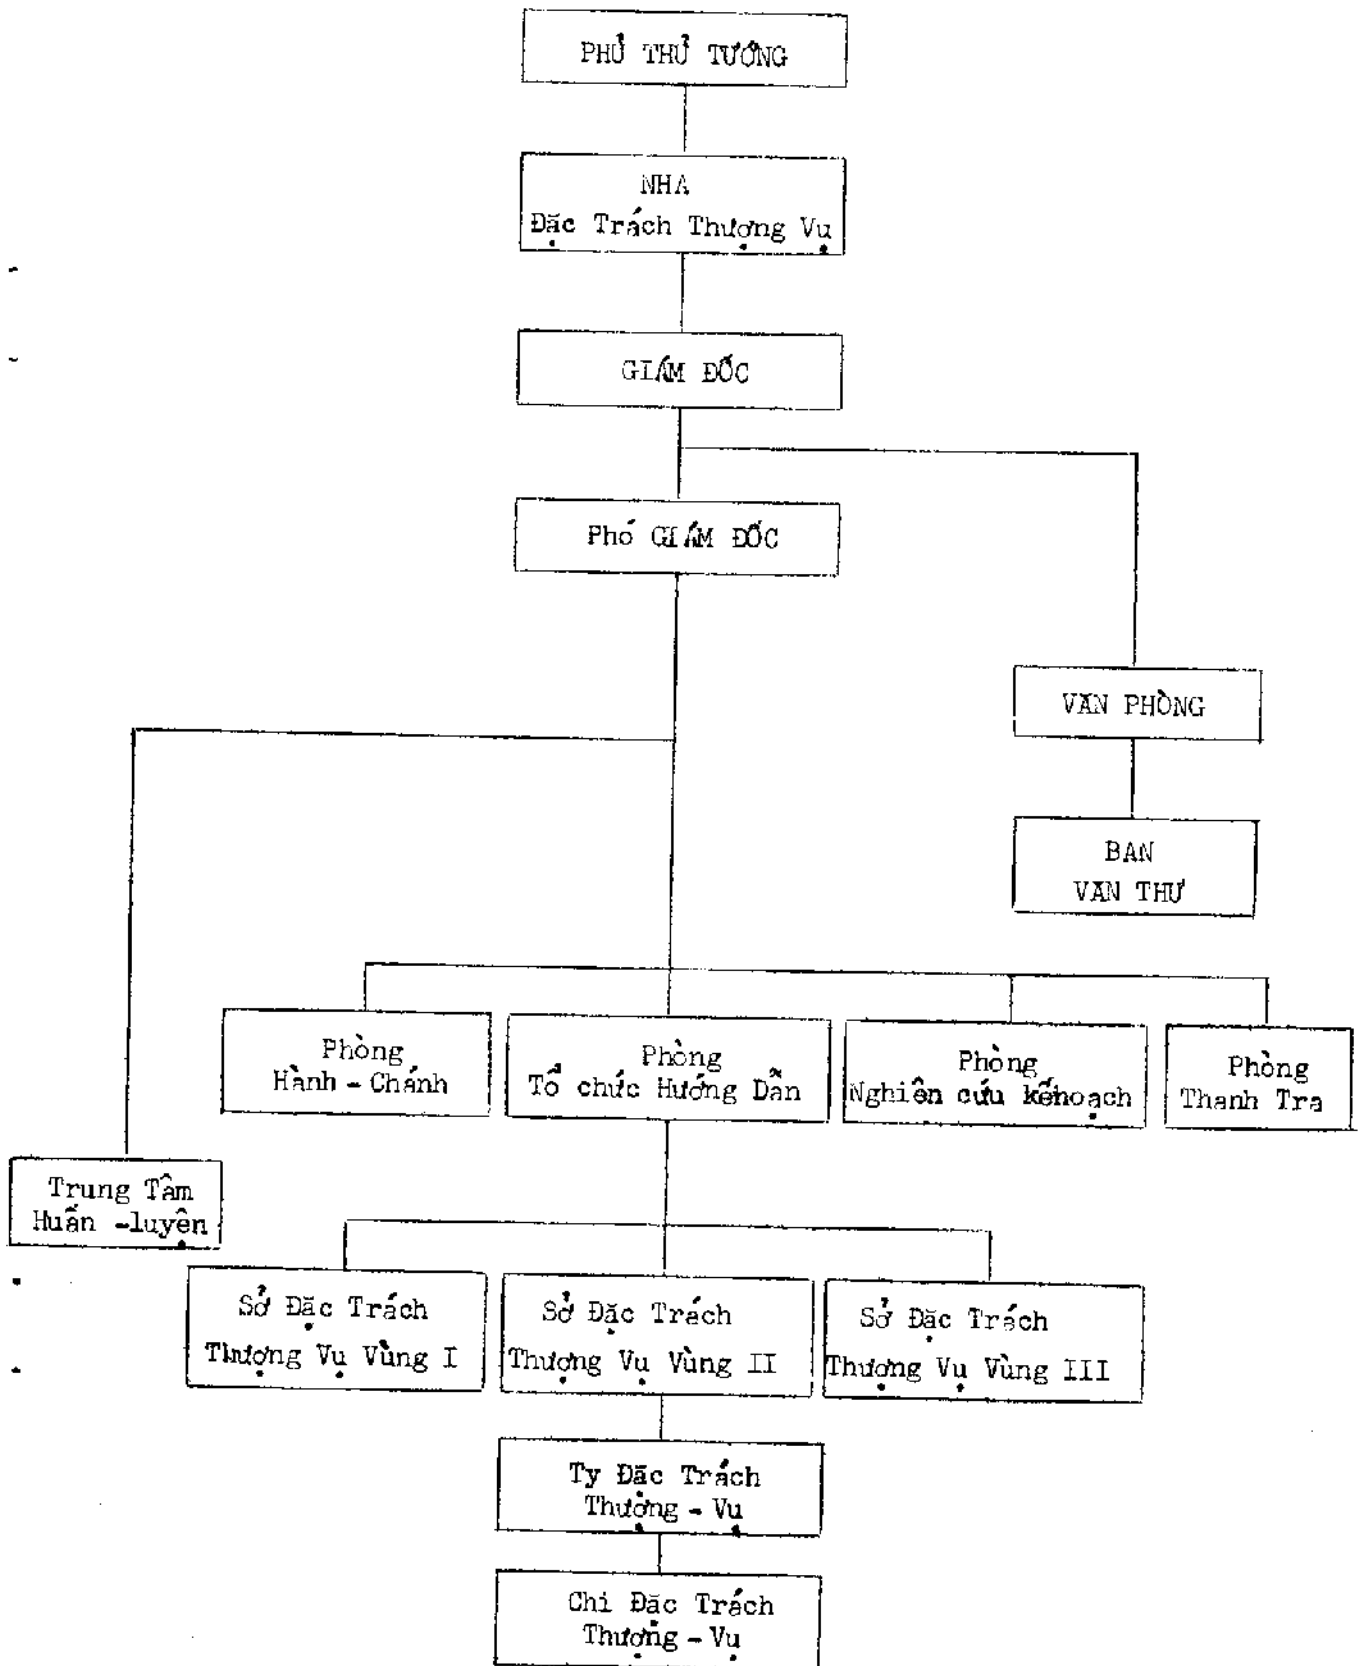 PHỦ THỦ TƯỚNG
NHA
Đặc Trách Thượng Vụ
GIÁM ĐỐC
Phó GIÁM ĐỐC
VĂN PHÒNG
BAN
VĂN THƯ
Phòng
Hành - Chánh
Phòng
Tổ chức Hướng Dẫn
Phòng
Nghiên cứu kếhoạch
Phòng
Thanh Tra
Trung Tâm
Huấn -luyện
Sở Đặc Trách
Thượng Vụ Vùng I
Sở Đặc Trách
Thượng Vụ Vùng II
Sở Đặc Trách
Thượng Vụ Vùng III
Ty Đặc Trách
Thượng - Vụ
Chi Đặc Trách
Thượng - Vụ